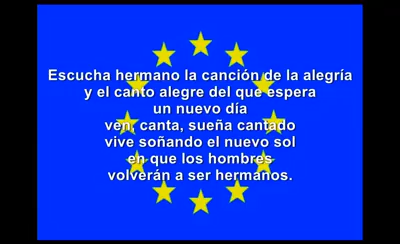 Escucha hermano la canción de la alegría
y el canto alegre del que espera
un nuevo día
ven, canta, sueña cantado
vive soñando el nuevo sol
en que los hombres
volverán a ser hermanos.